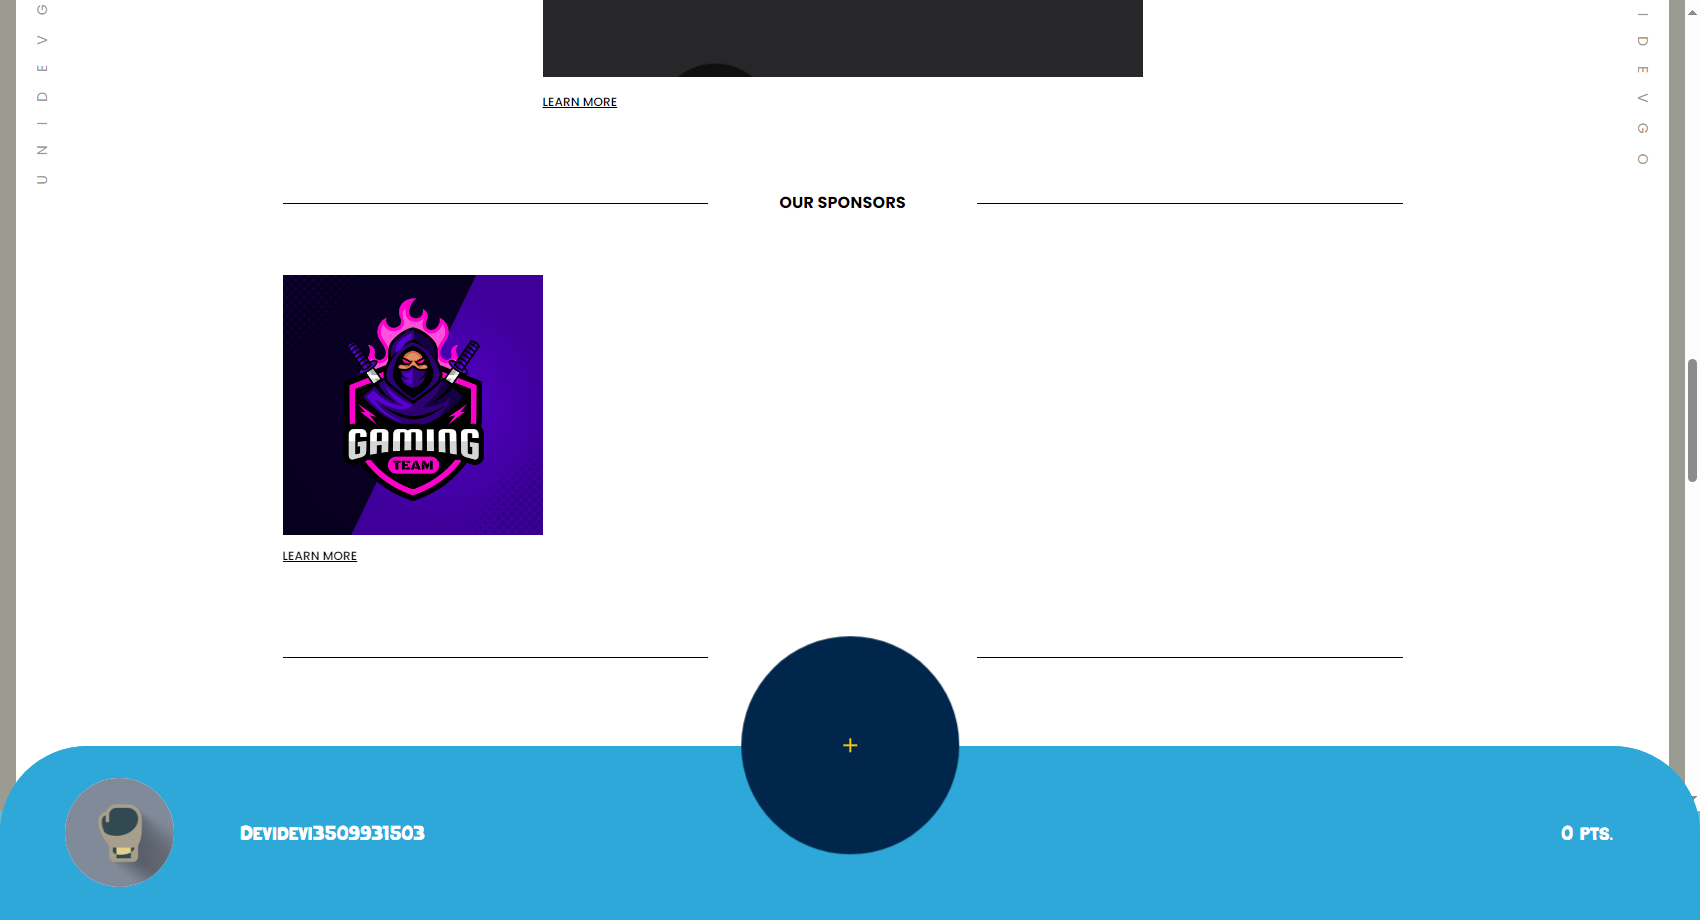 U N I D E V G
I D E V G O
LEARN MORE
OUR SPONSORS
GAMING
TEAM
LEARN MORE
+
Devidevi3509931503
0 pts.